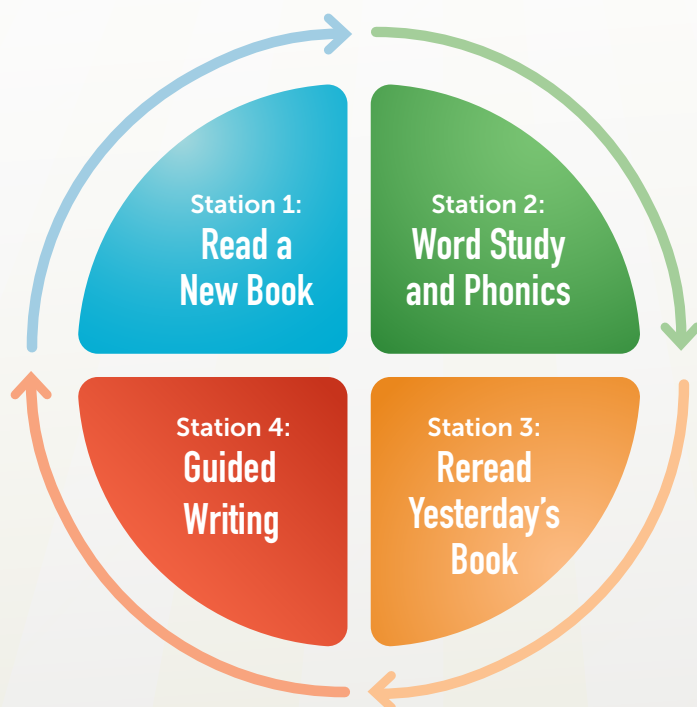 Station 1:
Read a
New Book
Station 2:
Word Study
and Phonics
Station 3:
Reread
Yesterday’s
Book
Station 4:
Guided
Writing